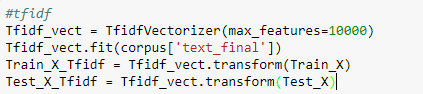 #tfidf
Tfidf_vect = TfidfVectorizer(max_features=10000)
Tfidf_vect.fit(corpus['text_final'])
Train_X_Tfidf = Tfidf_vect.transform(Train_X)
Test_X_Tfidf = Tfidf_vect.transform(Test_X)